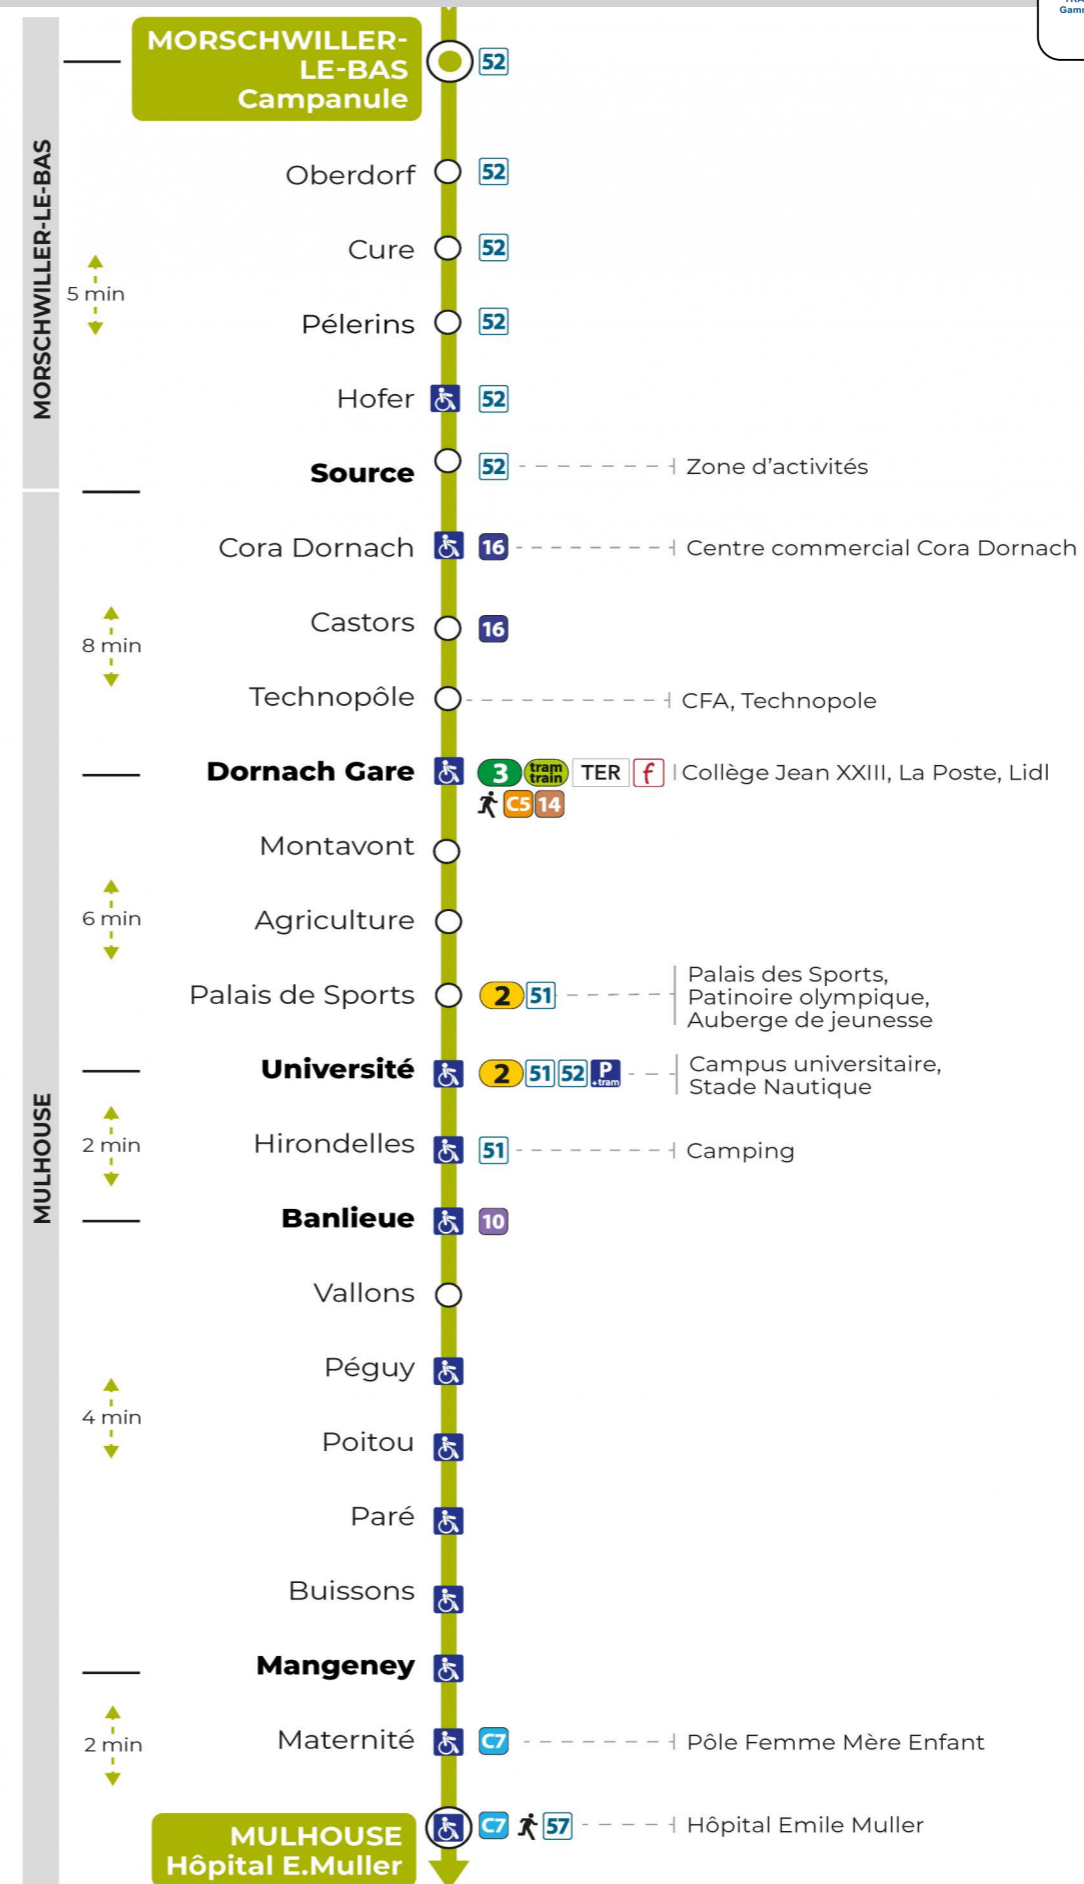 TRA
Gamm
MORSCHWILLER-
LE-BAS
Campanule
52
MORSCHWILLER-LE-BAS
Oberdorf 52
Cure 52
5 min
Pélerins 52
Hofer 52
Source 52 Zone d'activités
Cora Dornach 16 Centre commercial Cora Dornach
Castors 16
8 min
Technopôle CFA, Technopole
Dornach Gare 3 tram train TER f Collège Jean XXIII, La Poste, Lidl
C5 14
Montavont
Agriculture
6 min
Palais de Sports 2 51
Palais des Sports,
Patinoire olympique,
Auberge de jeunesse
Université 2 51 52 P +tram
Campus universitaire,
Stade Nautique
MULHOUSE
2 min
Hirondelles 51 Camping
Banlieue 10
Vallons
Péguy
4 min
Poitou
Paré
Buissons
Mangeney
Maternité C7 Pôle Femme Mère Enfant
2 min
MULHOUSE
Hôpital E.Muller
C7 57 Hôpital Emile Muller